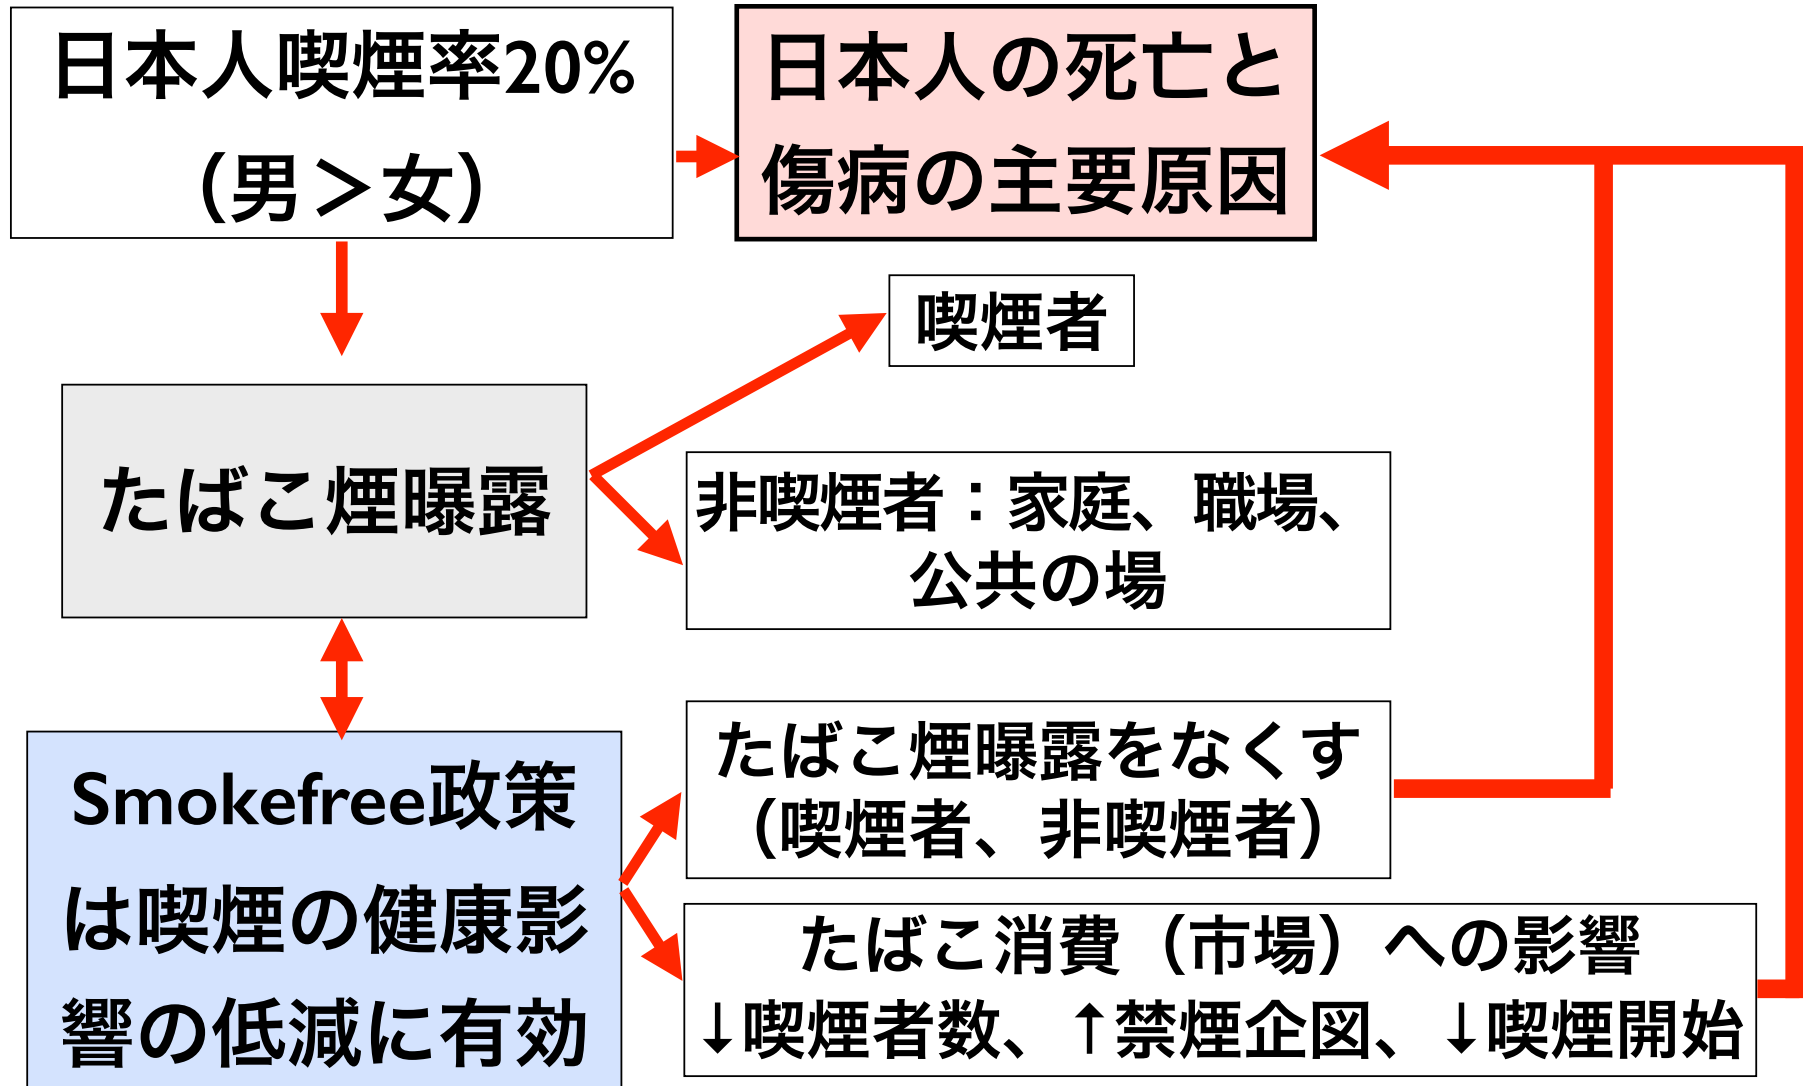 日本人喫煙率20%
（男＞女）
日本人の死亡と
傷病の主要原因
喫煙者
たばこ煙曝露
非喫煙者：家庭、職場、
公共の場
Smokefree政策
は喫煙の健康影
響の低減に有効
たばこ煙曝露をなくす
（喫煙者、非喫煙者）
たばこ消費（市場）への影響
↓喫煙者数、↑禁煙企図、↓喫煙開始